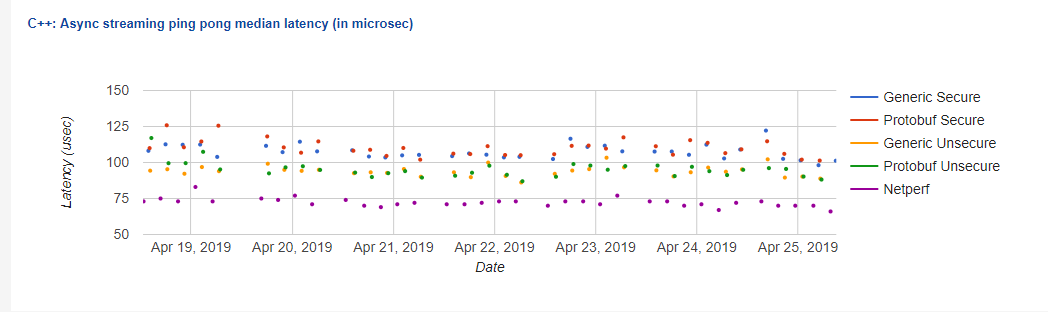 C++: Async streaming ping pong median latency (in microsec)
150
125
100
75
50
Latency (usec)
Apr 19, 2019 Apr 20, 2019 Apr 21, 2019 Apr 22, 2019 Apr 23, 2019 Apr 24, 2019 Apr 25, 2019
Date
Generic Secure
Protobuf Secure
Generic Unsecure
Protobuf Unsecure
Netperf